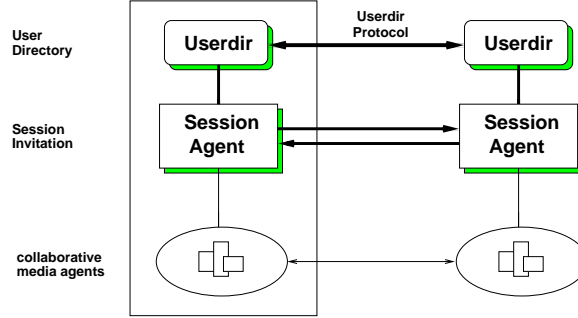 User
Directory
Userdir
Userdir
Protocol
Userdir
Session
Invitation
Session
Agent
Session
Agent
collaborative
media agents